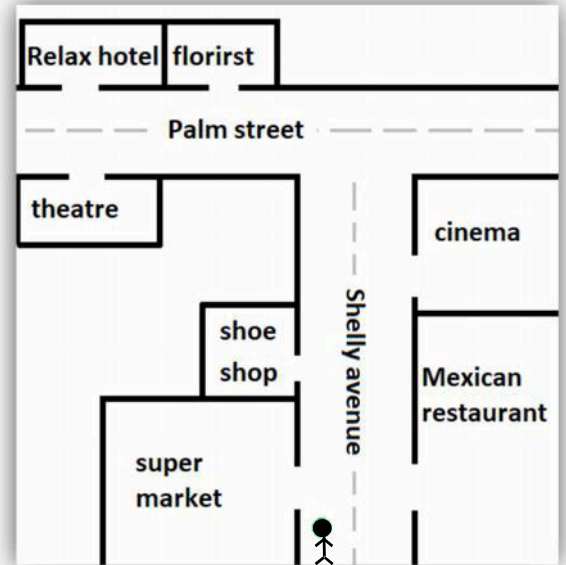 Relax hotel
florirst
Palm street
theatre
cinema
shoe
shop
Shelly avenue
Mexican
restaurant
super
market